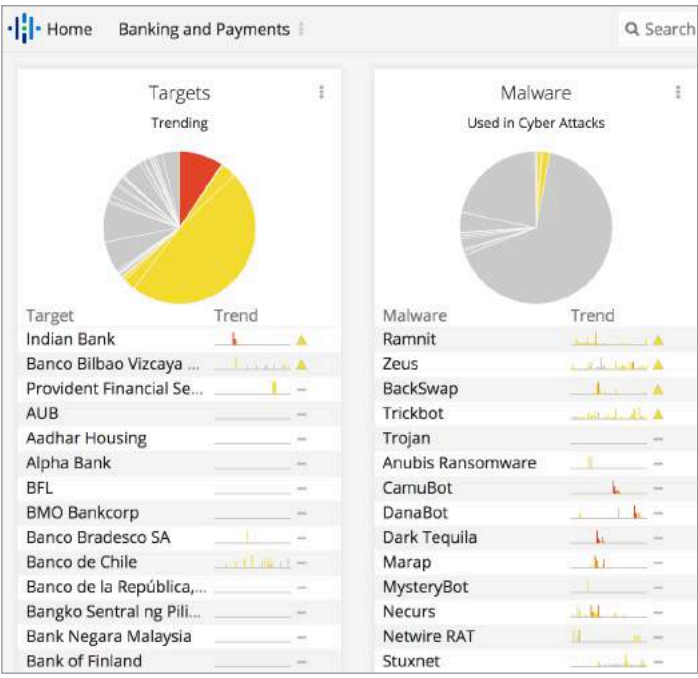 Home Banking and Payments Search
Targets
Trending
Target Trend
Indian Bank
Banco Bilbao Vizcaya ...
Provident Financial Se...
AUB
Aadhar Housing
Alpha Bank
BFL
BMO Bankcorp
Banco Bradesco SA
Banco de Chile
Banco de la República,...
Bangko Sentral ng Pili...
Bank Negara Malaysia
Bank of Finland
Malware
Used in Cyber Attacks
Malware Trend
Ramnit
Zeus
BackSwap
Trickbot
Trojan
Anubis Ransomware
CamuBot
DanaBot
Dark Tequila
Marap
MysteryBot
Necurs
Netwire RAT
Stuxnet